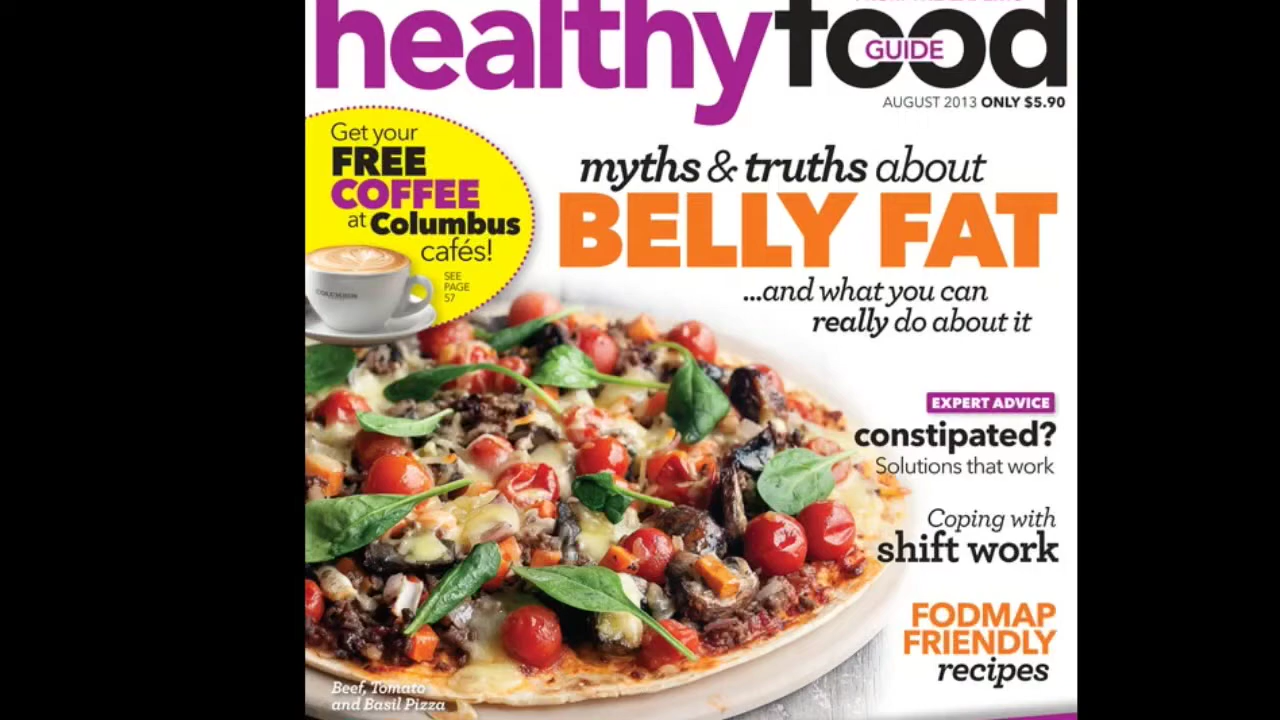 healthyfood
GUIDE
AUGUST 2013 ONLY $5.90
Get your
FREE
COFFEE
at Columbus
cafés!
SEE
PAGE
57
myths & truths about
BELLY FAT
...and what you can
really do about it
EXPERT ADVICE
constipated?
Solutions that work
Coping with
shift work
FODMAP
FRIENDLY
recipes
Beef, Tomato
and Basil Pizza